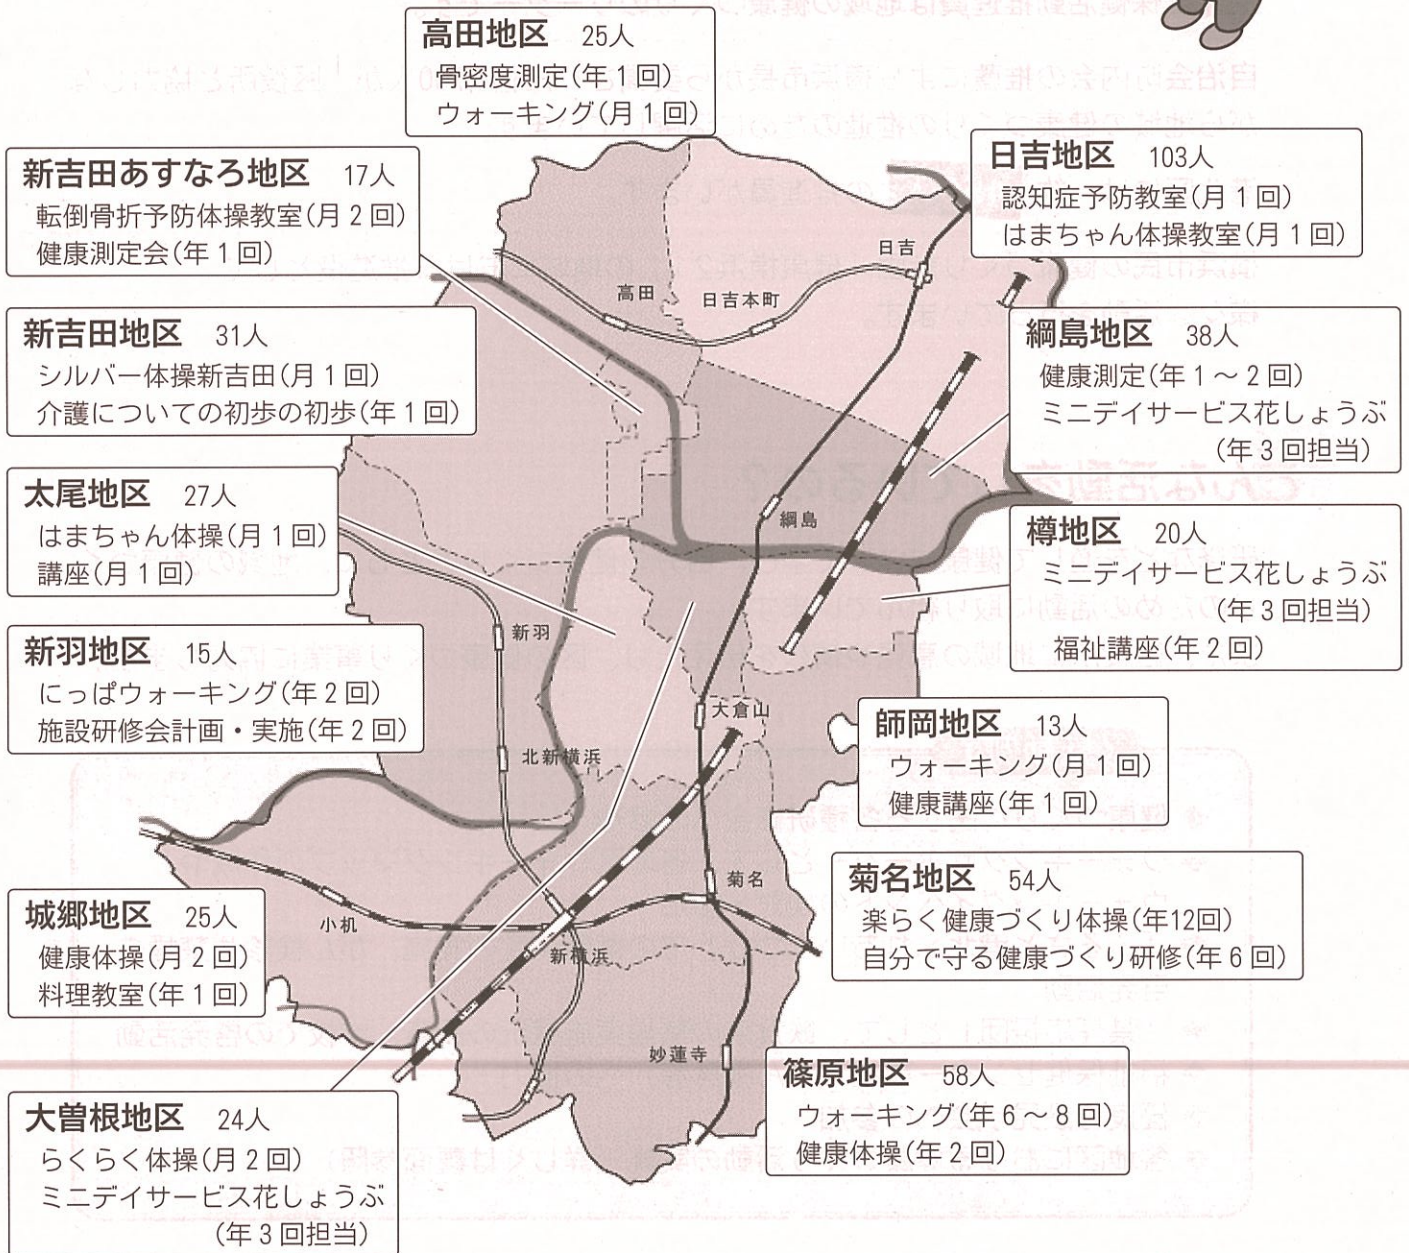 高田地区 25人
骨密度測定(年1回)
ウォーキング(月1回)
新吉田あすなろ地区 17人
転倒骨折予防体操教室(月2回)
健康測定会(年1回)
日吉地区 103人
認知症予防教室(月1回)
はまちゃん体操教室(月1回)
新吉田地区 31人
シルバー体操新吉田(月1回)
介護についての初歩の初歩(年1回)
綱島地区 38人
健康測定(年1～2回)
ミニデイサービス花しょうぶ
(年3回担当)
太尾地区 27人
はまちゃん体操(月1回)
講座(月1回)
樽地区 20人
ミニデイサービス花しょうぶ
(年3回担当)
福祉講座(年2回)
新羽地区 15人
にっぱウォーキング(年2回)
施設研修会計画・実施(年2回)
師岡地区 13人
ウォーキング(月1回)
健康講座(年1回)
城郷地区 25人
健康体操(月2回)
料理教室(年1回)
菊名地区 54人
楽らく健康づくり体操(年12回)
自分で守る健康づくり研修(年6回)
大曽根地区 24人
らくらく体操(月2回)
ミニデイサービス花しょうぶ
(年3回担当)
篠原地区 58人
ウォーキング(年6～8回)
健康体操(年2回)
日吉
高田
日吉本町
綱島
新羽
大倉山
北新横浜
菊名
小机
新横浜
妙蓮寺